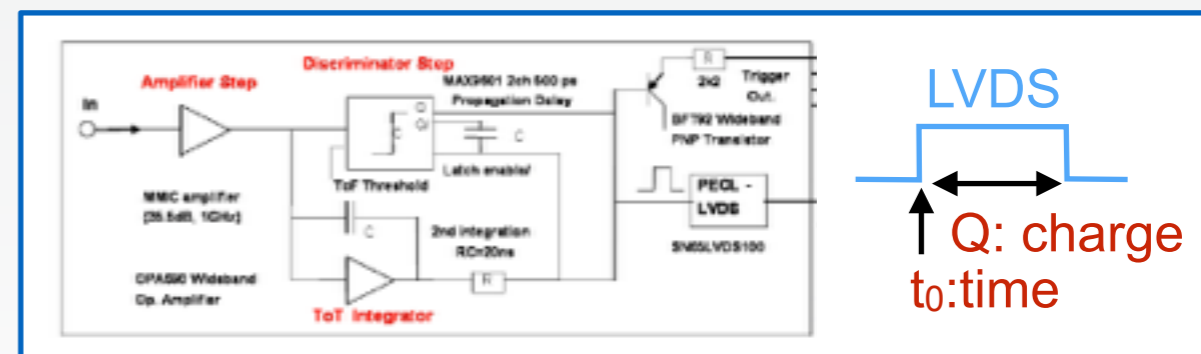 Amplifier Step
In
MMIC amplifier
Discriminator Step
MAX9601 2ch 500 ps
Propagation Delay
Q
C
Latch enable/
ToF Threshold
C
2nd integration
RC=20ns
R
Wideband
Op. Amplifier
ToT Integrator
R
2k2
Trigger
Out.
BFT92 Wideband
PNP Transistor
PECL -
LVDS
SN65LVDS100
LVDS
Q: charge
t₀:time